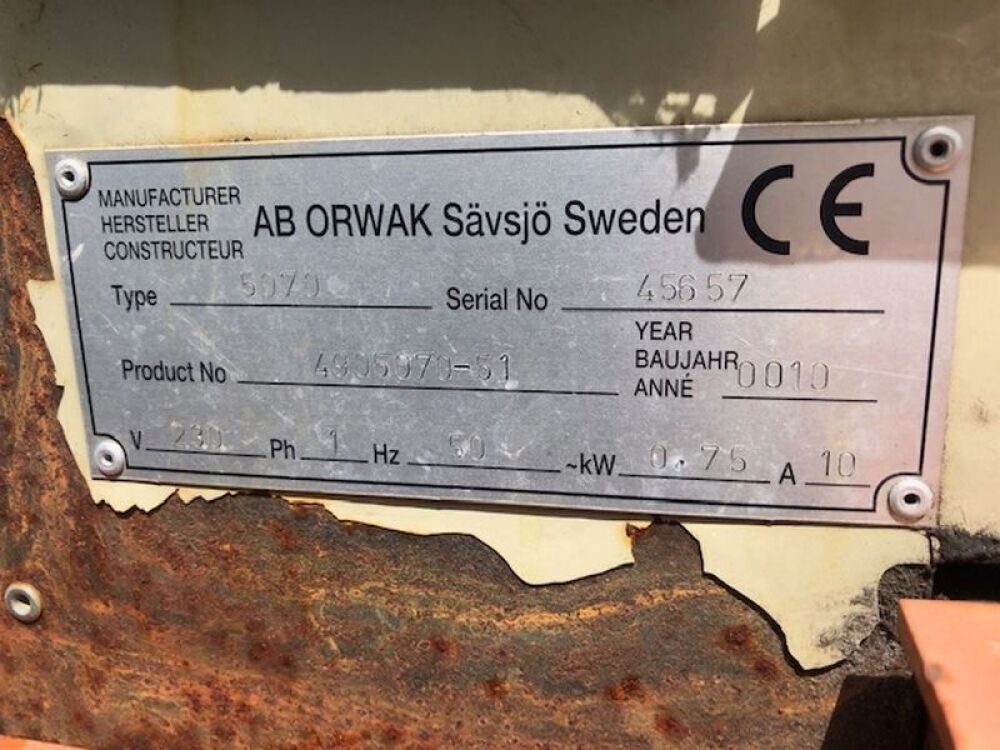 MANUFACTURER
HERSTELLER
CONSTRUCTEUR
AB ORWAK Sävsjö Sweden CE
Type 5070 Serial No 45657
Product No 4005070-51
YEAR
BAUJAHR
ANNÉ 0010
V 230 Ph 1 Hz 50 ~kW 0.75 A 10